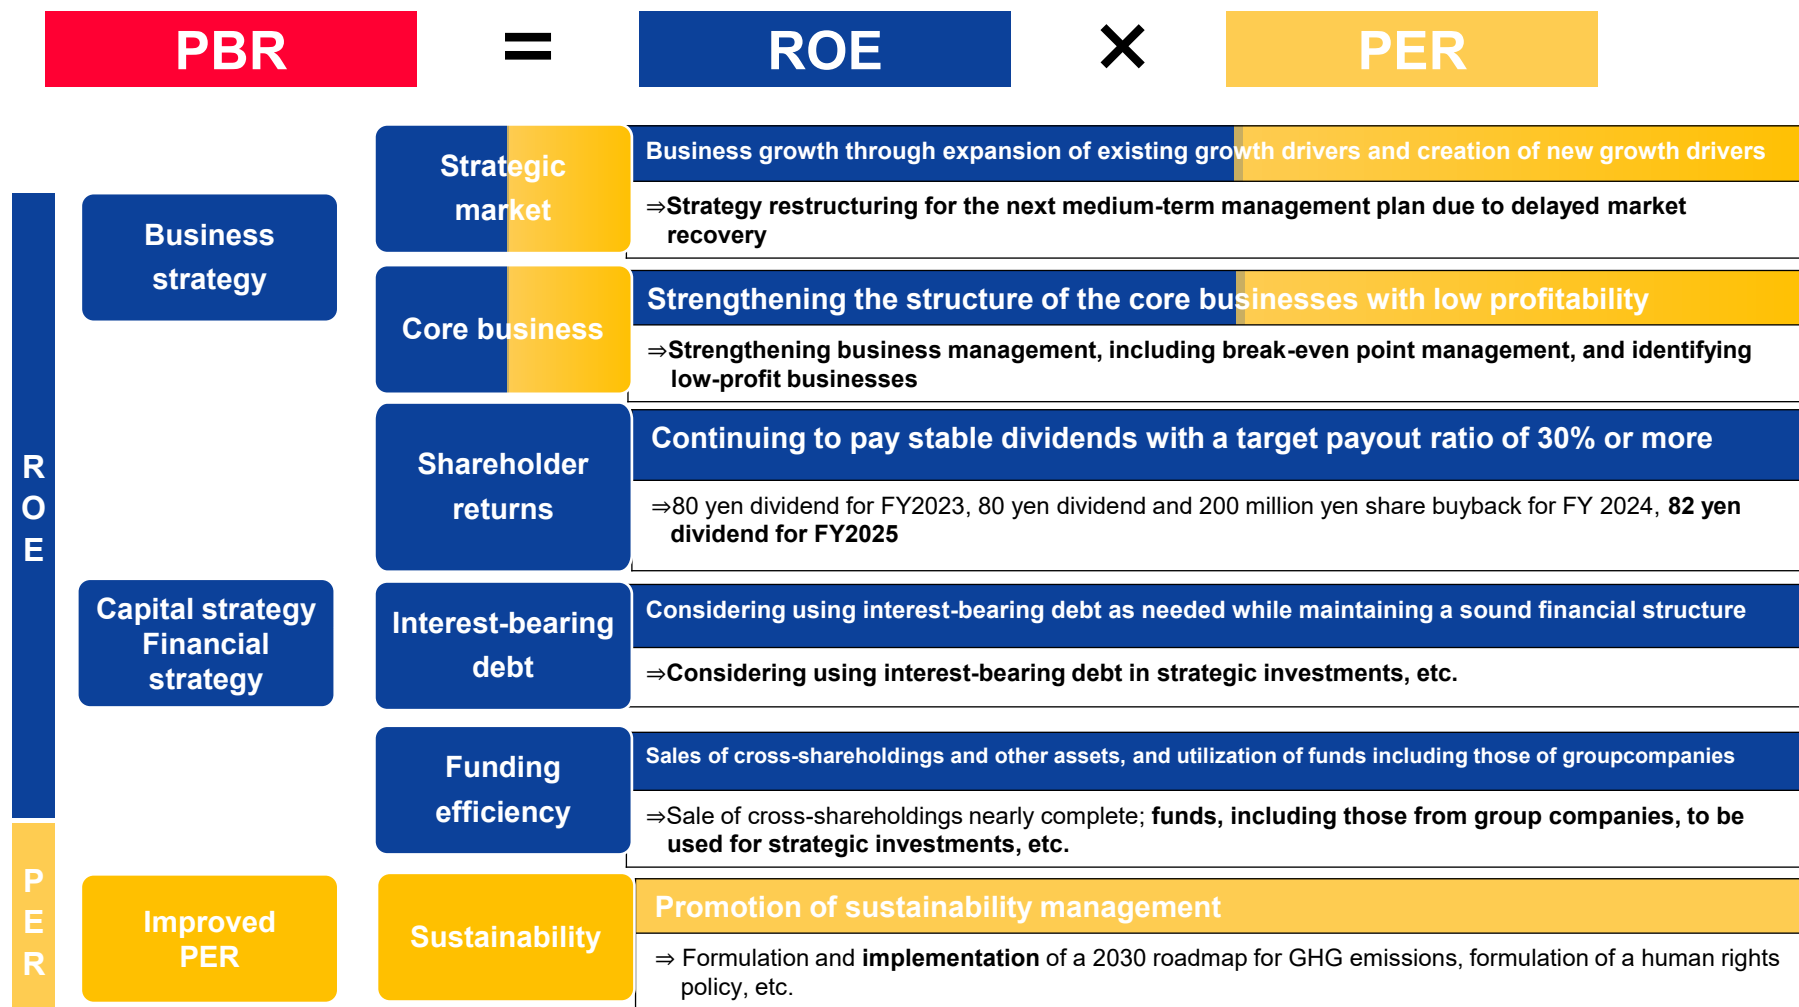 PBR = ROE × PER
ROE
PER
Business
strategy
Strategic
market
Business growth through expansion of existing growth drivers and creation of new growth drivers
⇒Strategy restructuring for the next medium-term management plan due to delayed market
recovery
Core business
Strengthening the structure of the core businesses with low profitability
⇒Strengthening business management, including break-even point management, and identifying
low-profit businesses
Capital strategy
Financial
strategy
Shareholder
returns
Continuing to pay stable dividends with a target payout ratio of 30% or more
⇒80 yen dividend for FY2023, 80 yen dividend and 200 million yen share buyback for FY 2024, 82 yen
dividend for FY2025
Interest-bearing
debt
Considering using interest-bearing debt as needed while maintaining a sound financial structure
⇒Considering using interest-bearing debt in strategic investments, etc.
Funding
efficiency
Sales of cross-shareholdings and other assets, and utilization of funds including those of groupcompanies
⇒Sale of cross-shareholdings nearly complete; funds, including those from group companies, to be
used for strategic investments, etc.
Improved
PER
Sustainability
Promotion of sustainability management
⇒ Formulation and implementation of a 2030 roadmap for GHG emissions, formulation of a human rights
policy, etc.